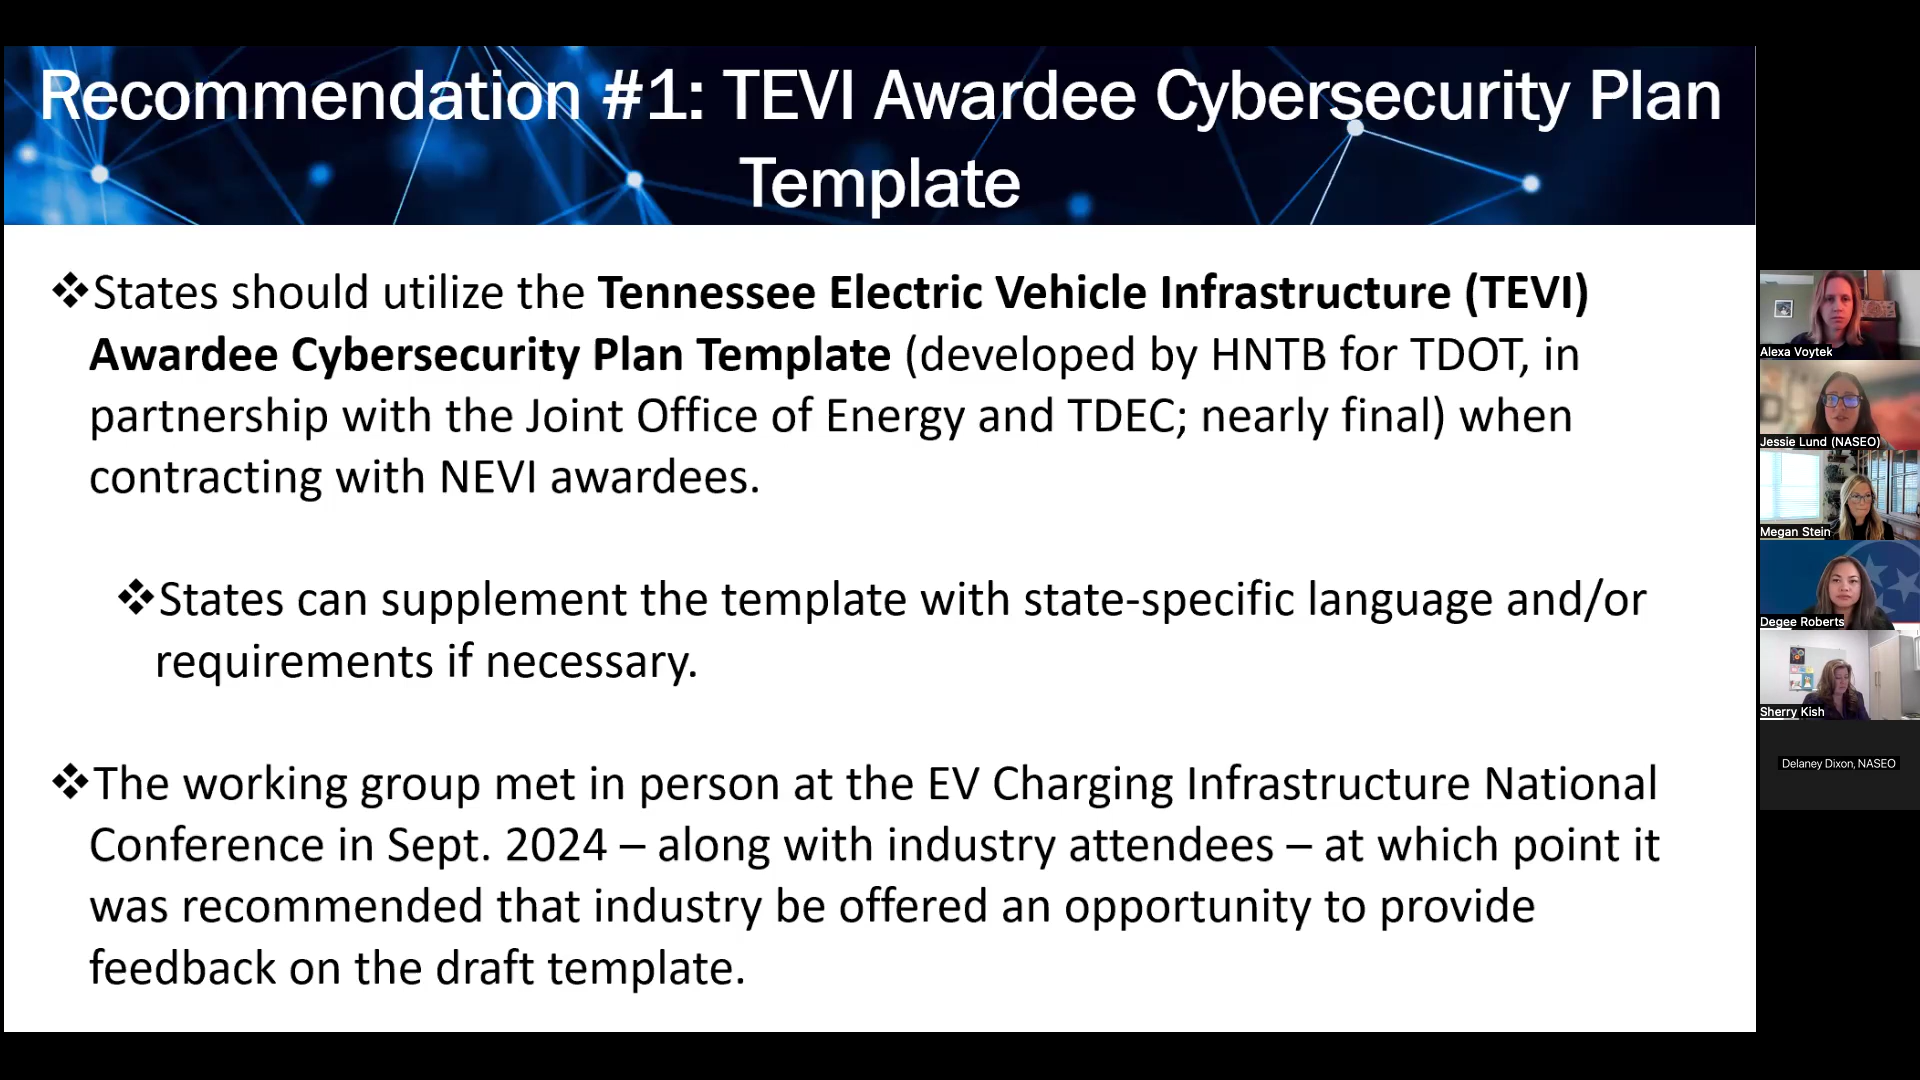 Recommendation #1: TEVI Awardee Cybersecurity Plan
Template
❖States should utilize the Tennessee Electric Vehicle Infrastructure (TEVI)
Awardee Cybersecurity Plan Template (developed by HNTB for TDOT, in
partnership with the Joint Office of Energy and TDEC; nearly final) when
contracting with NEVI awardees.
❖States can supplement the template with state-specific language and/or
requirements if necessary.
❖The working group met in person at the EV Charging Infrastructure National
Conference in Sept. 2024 – along with industry attendees – at which point it
was recommended that industry be offered an opportunity to provide
feedback on the draft template.
Alexa Voytek
Jessie Lund (NASEO)
Megan Stein
Degee Roberts
Sherry Kish
Delaney Dixon, NASEO